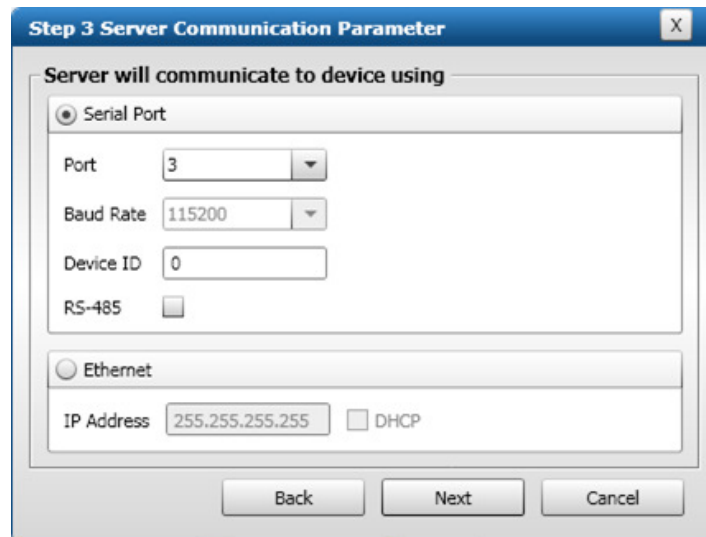 Step 3 Server Communication Parameter X
Server will communicate to device using
Serial Port
Port 3
Baud Rate 115200
Device ID 0
RS-485
Ethernet
IP Address 255.255.255.255 DHCP
Back Next Cancel